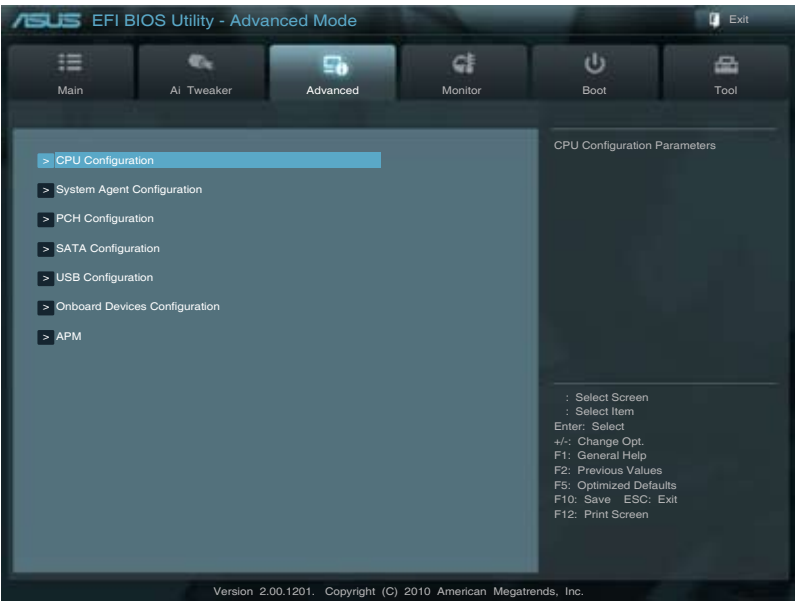 ASUS EFI BIOS Utility - Advanced Mode
Exit
Main
Ai Tweaker
Advanced
Monitor
Boot
Tool
> CPU Configuration
> System Agent Configuration
> PCH Configuration
> SATA Configuration
> USB Configuration
> Onboard Devices Configuration
> APM
CPU Configuration Parameters
: Select Screen
: Select Item
Enter: Select
+/-: Change Opt.
F1: General Help
F2: Previous Values
F5: Optimized Defaults
F10: Save ESC: Exit
F12: Print Screen
Version 2.00.1201. Copyright (C) 2010 American Megatrends, Inc.